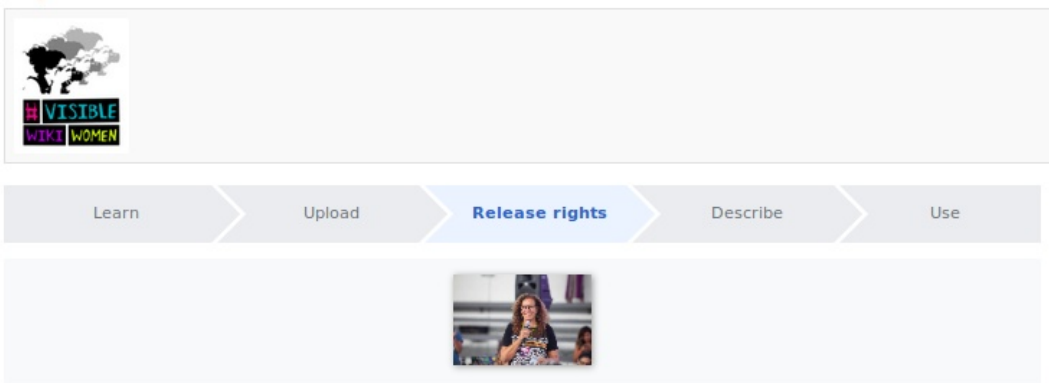 # VISIBLE
WIKI WOMEN
Learn
Upload
Release rights
Describe
Use